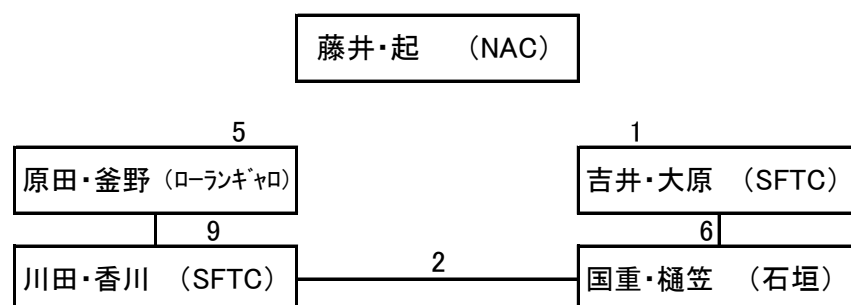 藤井・起 （NAC）
5 1
原田・釜野（ローランギャロ） 吉井・大原 （SFTC）
9 6
川田・香川 （SFTC） 2 国重・樋笠 （石垣）